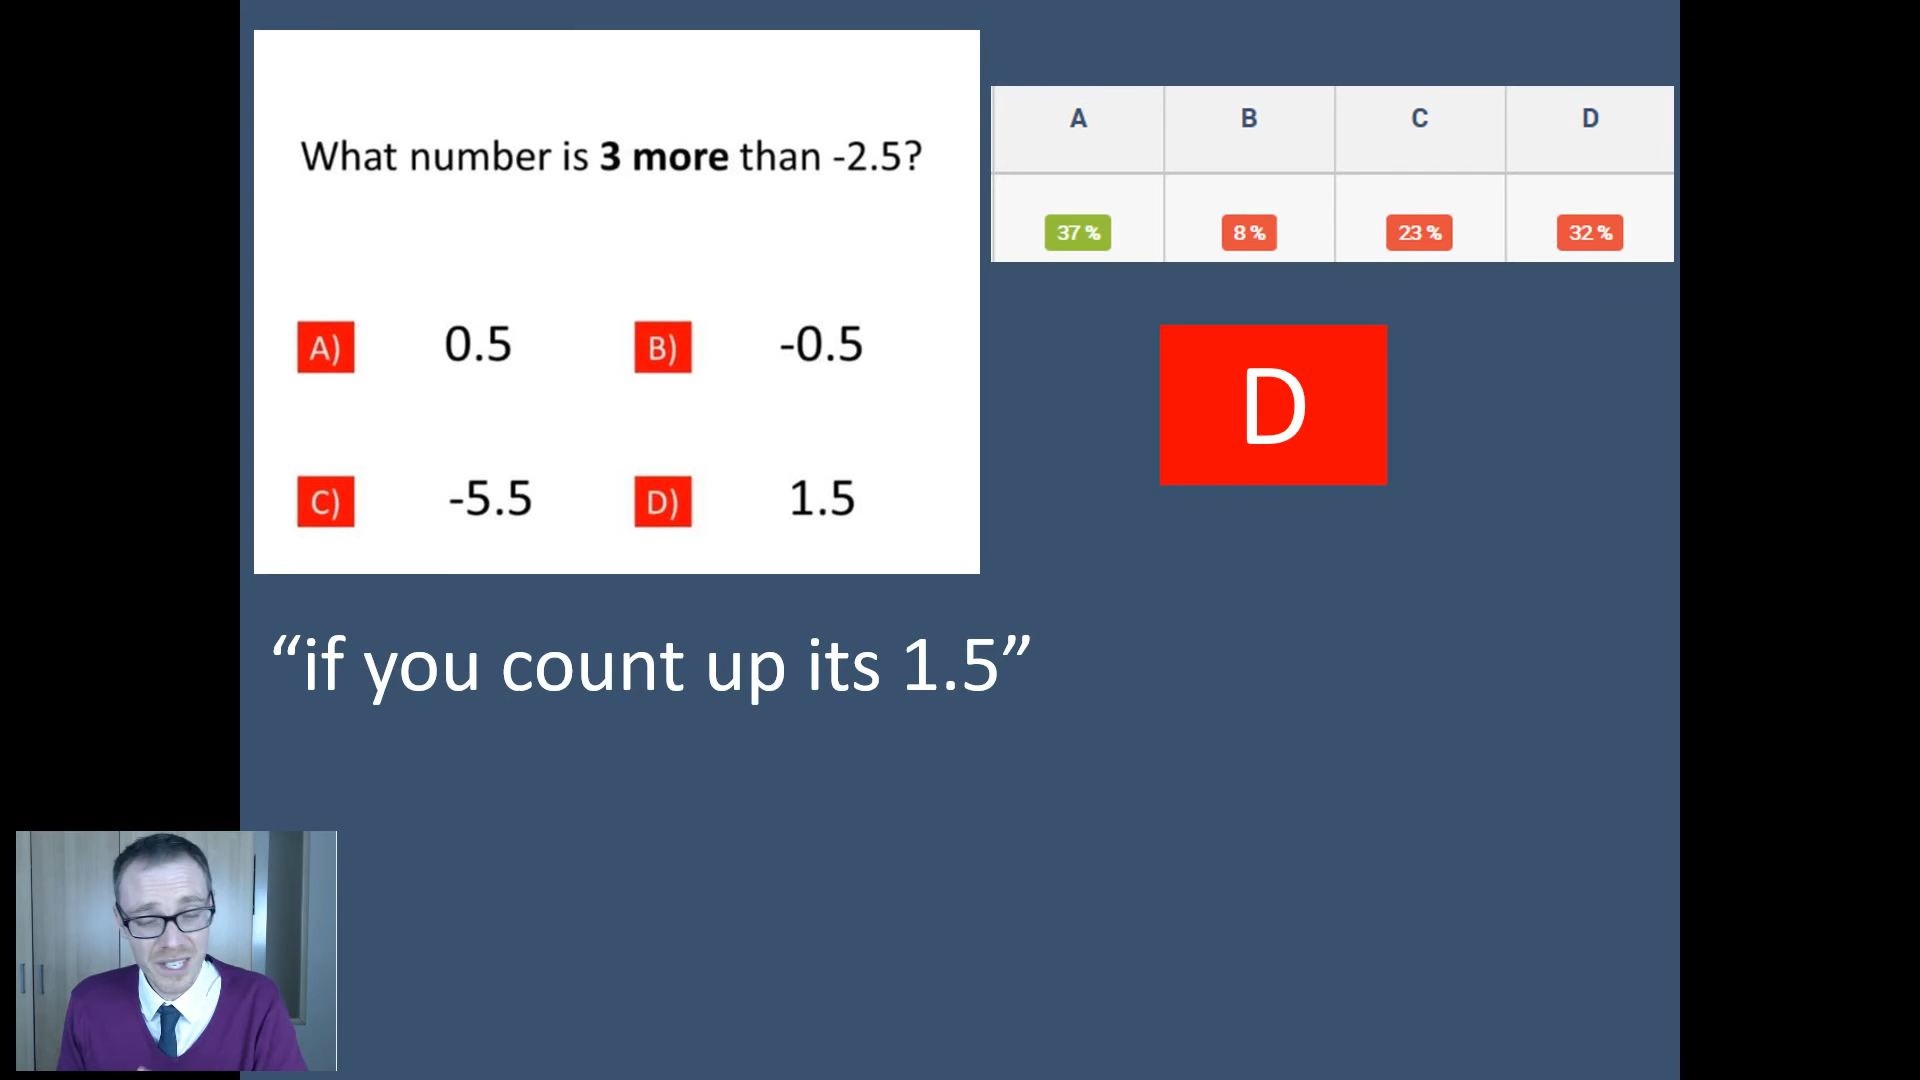 What number is 3 more than -2.5?
A) 0.5 B) -0.5
C) -5.5 D) 1.5
A B C D
37 % 8 % 23 % 32 %
D
“if you count up its 1.5”